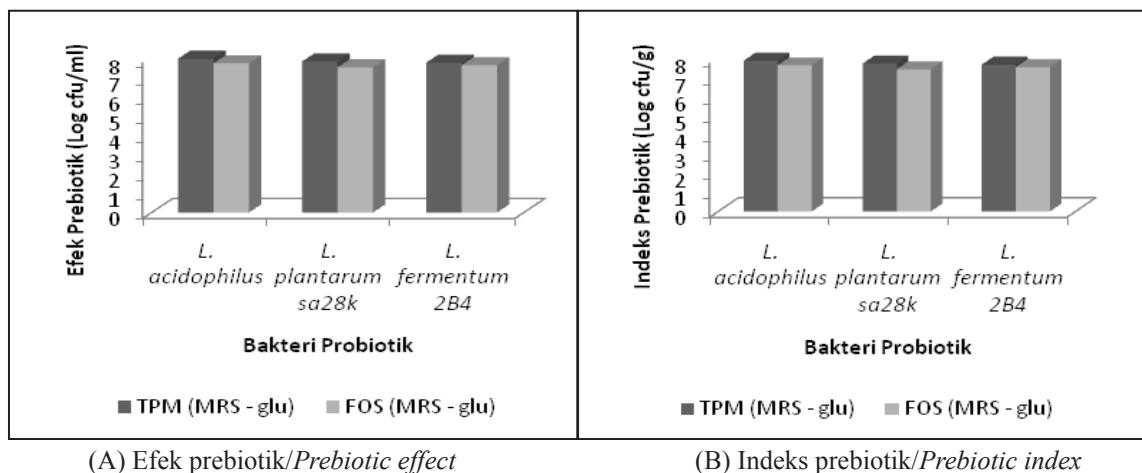 Efek Prebiotik (Log cfu/ml)
8
7
6
5
4
3
2
1
0
L. acidophilus
L. plantarum sa28k
L. fermentum 2B4
Bakteri Probiotik
TPM (MRS - glu) FOS (MRS - glu)
Indeks Prebiotik (Log cfu/g)
8
7
6
5
4
3
2
1
0
L. acidophilus
L. plantarum sa28k
L. fermentum 2B4
Bakteri Probiotik
TPM (MRS - glu) FOS (MRS - glu)
(A) Efek prebiotik/Prebiotic effect
(B) Indeks prebiotik/Prebiotic index